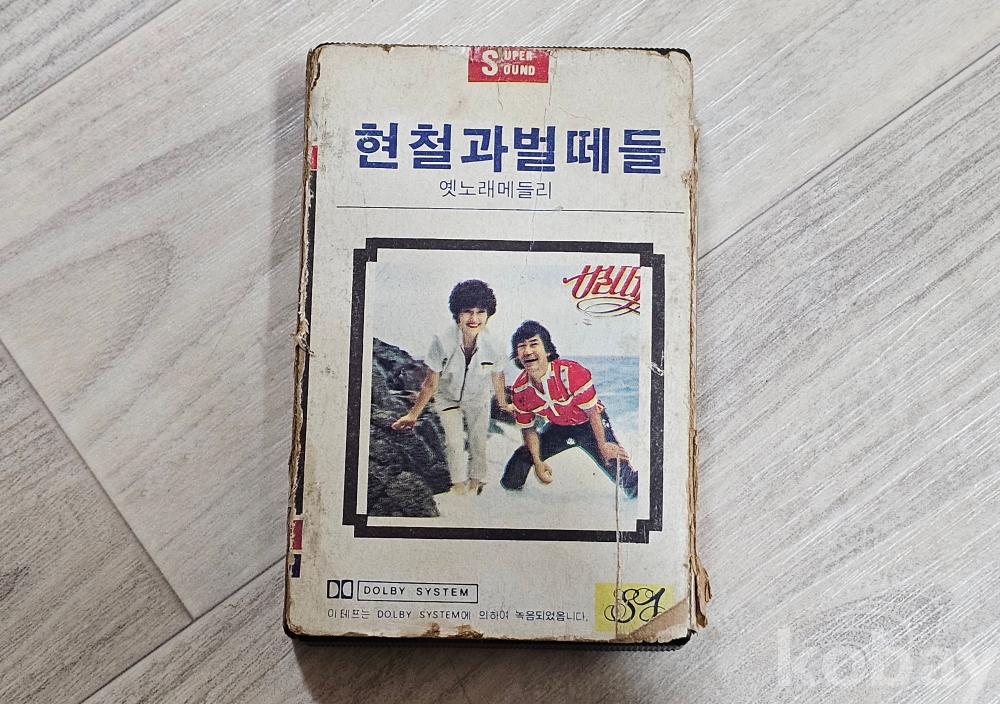 SUPER
SOUND
현철과벌떼들
옛노래메들리
벌떼
DOLBY SYSTEM
이 테프는 DOLBY SYSTEM에 의하여 녹음되었읍니다.
kobay